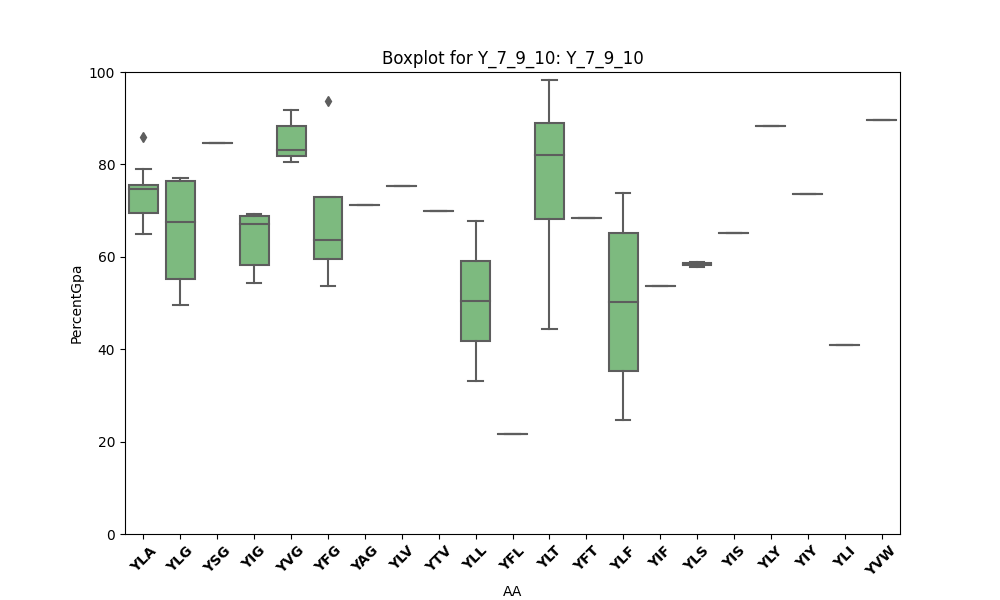 Boxplot for Y_7_9_10: Y_7_9_10
100
80
60
40
20
0
PercentGpa
YLA YLG YSG YIG YVG YFG YAG YLV YTV YLL YFL YLT YFT YLF YIF YLS YIS YLY YIY YLI YVW
AA